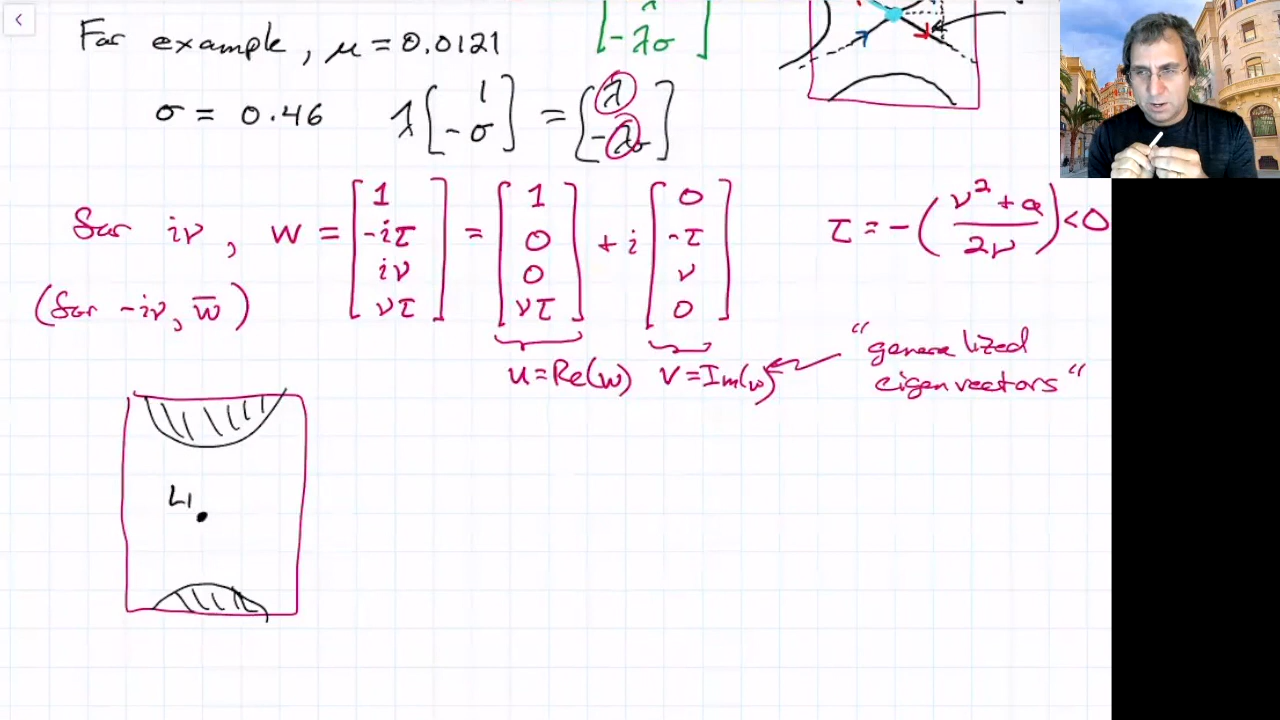 For example, μ = 0.0121
[ λ -λσ ]
σ = 0.46 λ [ 1 -σ ] = [ λ -λσ ]
for iν, w = [ 1 -iτ iν ντ ] = [ 1 0 0 ντ ] + i [ 0 -τ ν 0 ] τ = -( ν² + a / 2ν ) < 0
(for -iν, w̄ )
u = Re(w) v = Im(w) "generalized
eigenvectors"
L1